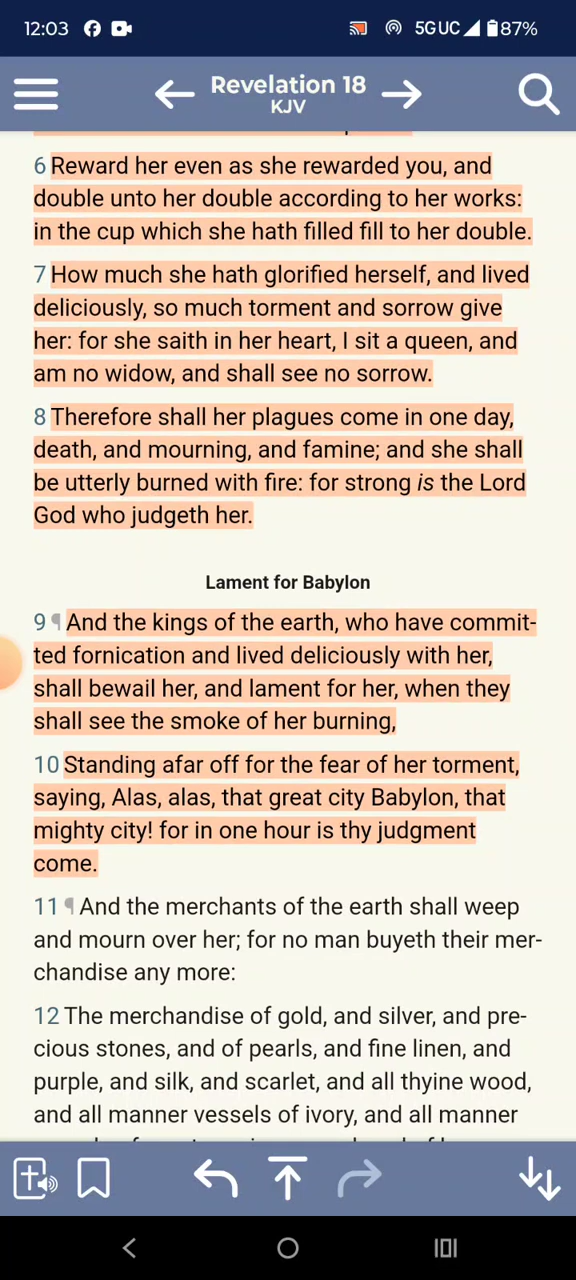 12:03
5G UC 87%
Revelation 18
KJV
6 Reward her even as she rewarded you, and
double unto her double according to her works:
in the cup which she hath filled fill to her double.
7 How much she hath glorified herself, and lived
deliciously, so much torment and sorrow give
her: for she saith in her heart, I sit a queen, and
am no widow, and shall see no sorrow.
8 Therefore shall her plagues come in one day,
death, and mourning, and famine; and she shall
be utterly burned with fire: for strong is the Lord
God who judgeth her.
Lament for Babylon
9 ¶ And the kings of the earth, who have commit-
ted fornication and lived deliciously with her,
shall bewail her, and lament for her, when they
shall see the smoke of her burning,
10 Standing afar off for the fear of her torment,
saying, Alas, alas, that great city Babylon, that
mighty city! for in one hour is thy judgment
come.
11 ¶ And the merchants of the earth shall weep
and mourn over her; for no man buyeth their mer-
chandise any more:
12 The merchandise of gold, and silver, and pre-
cious stones, and of pearls, and fine linen, and
purple, and silk, and scarlet, and all thyine wood,
and all manner vessels of ivory, and all manner